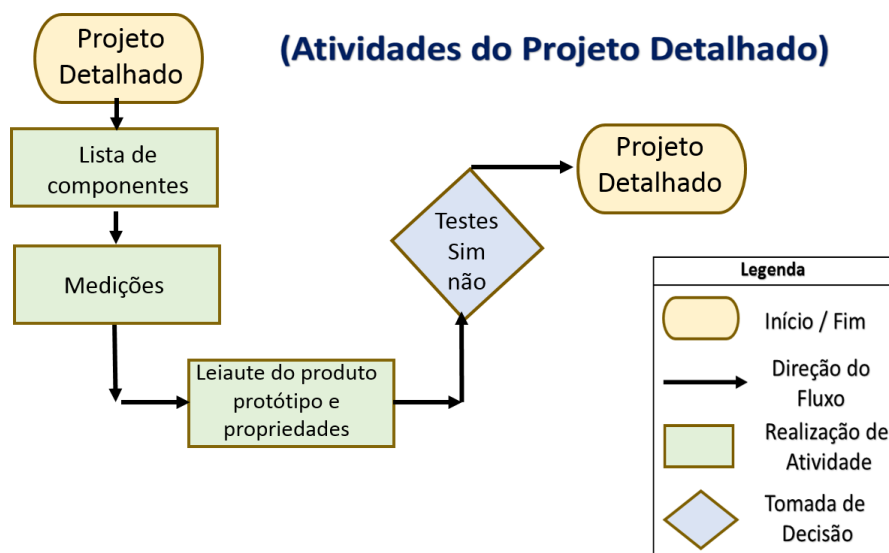 (Atividades do Projeto Detalhado)
Projeto
Detalhado
Lista de
componentes
Medições
Leiaute do produto
protótipo e
propriedades
Testes
Sim
não
Projeto
Detalhado
Legenda
Início / Fim
Direção do
Fluxo
Realização de
Atividade
Tomada de
Decisão